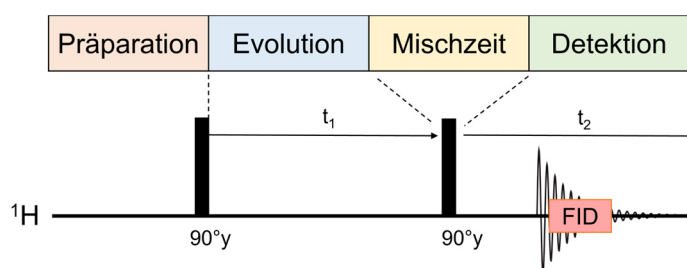 Präparation Evolution Mischzeit Detektion
t₁ t₂
¹H FID
90°y 90°y